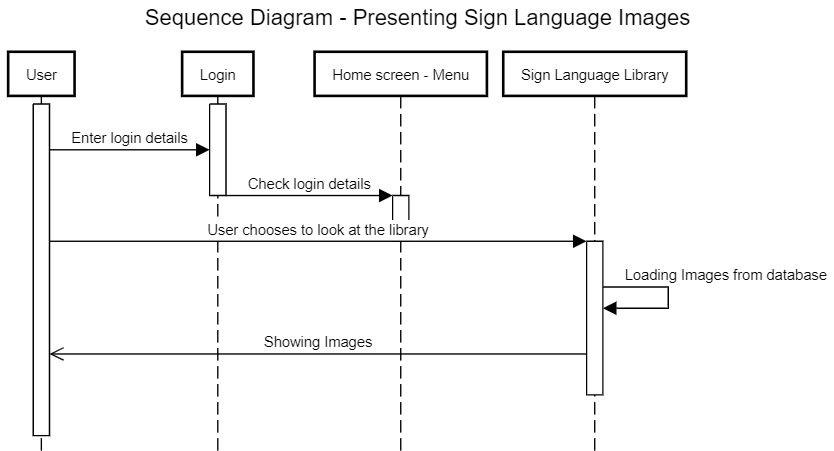 Sequence Diagram - Presenting Sign Language Images
User
Login
Home screen - Menu
Sign Language Library
Enter login details
Check login details
User chooses to look at the library
Loading Images from database
Showing Images